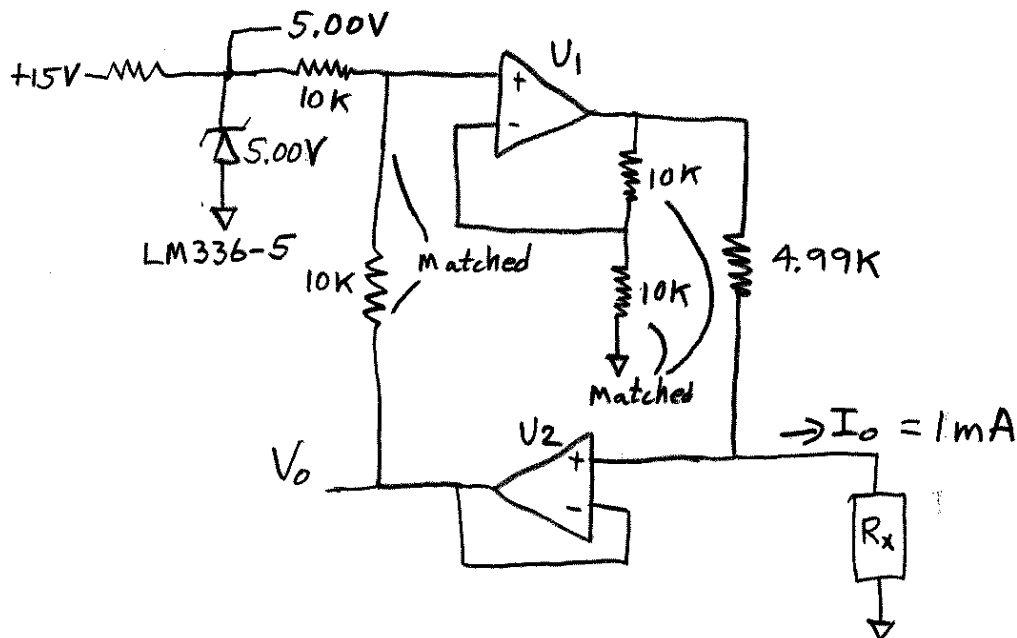 5.00V
+15V
10K
U1
+
-
5.00V
10K
LM336-5
Matched
10K
10K
4.99K
Matched
U2
→ Io = 1mA
Vo
+
-
Rx